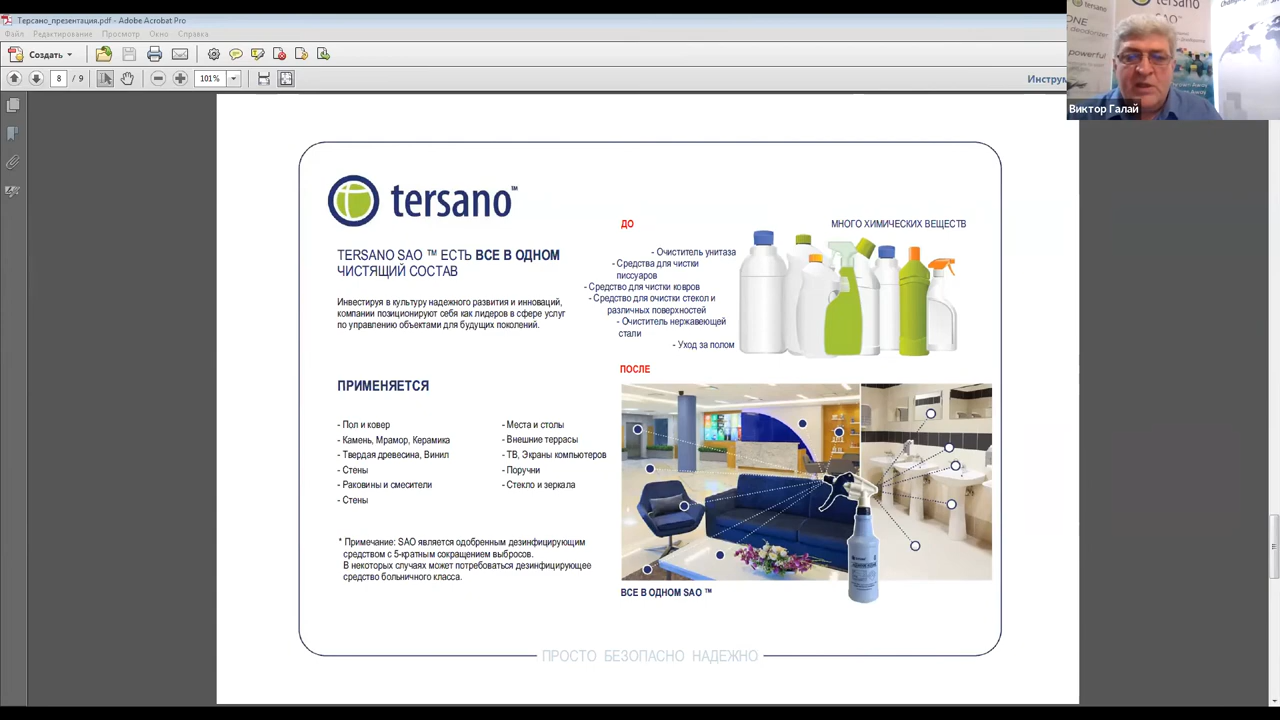 Терсано_презентация.pdf - Adobe Acrobat Pro
Файл Редактирование Просмотр Окно Справка
Создать
8 / 9
101%
Инструм
tersano
SAO™
ONE
deodorizer
powerful
Виктор Галай
tersano™
TERSANO SAO ™ ЕСТЬ ВСЕ В ОДНОМ
ЧИСТЯЩИЙ СОСТАВ
Инвестируя в культуру надежного развития и инноваций,
компании позиционируют себя как лидеров в сфере услуг
по управлению объектами для будущих поколений.
ДО
МНОГО ХИМИЧЕСКИХ ВЕЩЕСТВ
- Очиститель унитаза
- Средства для чистки
писсуаров
- Средство для чистки ковров
- Средство для очистки стекол и
различных поверхностей
- Очиститель нержавеющей
стали
- Уход за полом
ПРИМЕНЯЕТСЯ
- Пол и ковер
- Камень, Мрамор, Керамика
- Твердая древесина, Винил
- Стены
- Раковины и смесители
- Стены
- Места и столы
- Внешние террасы
- ТВ, Экраны компьютеров
- Поручни
- Стекло и зеркала
* Примечание: SAO является одобренным дезинфицирующим
средством с 5-кратным сокращением выбросов.
В некоторых случаях может потребоваться дезинфицирующее
средство больничного класса.
ПОСЛЕ
ВСЕ В ОДНОМ SAO ™
ПРОСТО БЕЗОПАСНО НАДЕЖНО